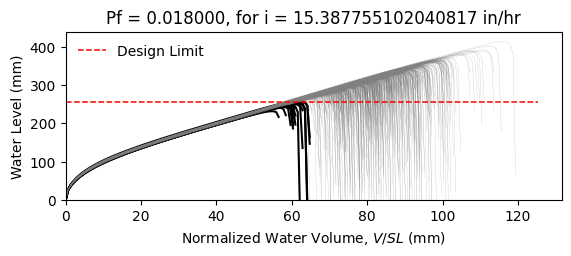 Pf = 0.018000, for i = 15.387755102040817 in/hr
400
300
200
100
0
Water Level (mm)
Design Limit
0 20 40 60 80 100 120
Normalized Water Volume, V/SL (mm)